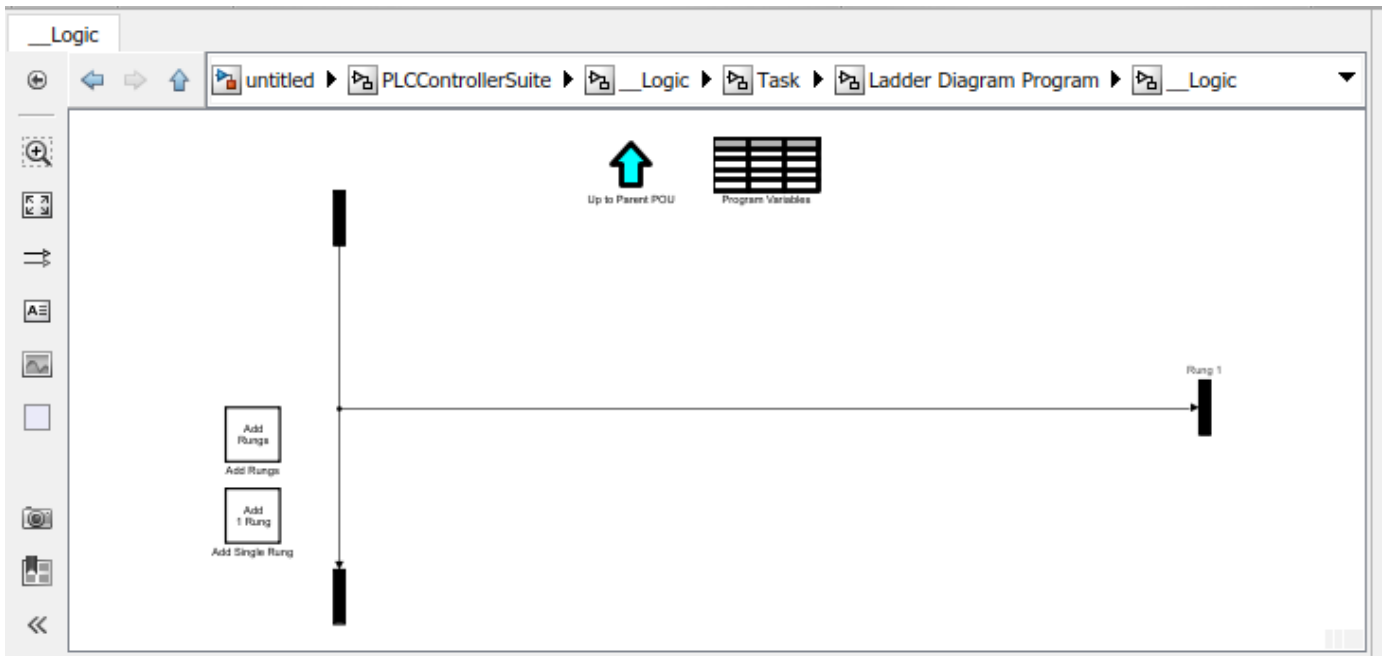 __Logic
untitled PLCControllerSuite __Logic Task Ladder Diagram Program __Logic
Up to Parent POU
Program Variables
Rung 1
Add
Rungs
Add Rungs
Add
1 Rung
Add Single Rung
A